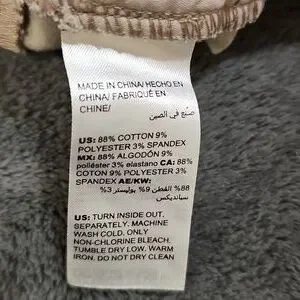 MADE IN CHINA/ HECHO EN
CHINA/ FABRIQUÉ EN
CHINE/
صنع في الصين
US: 88% COTTON 9%
POLYESTER 3% SPANDEX
MX: 88% ALGODÓN 9%
poliéster 3% elastano CA: 88%
COTON 9% POLYESTER 3%
SPANDEX AE/KW:
88% القطن 9% بوليستر 3%
سباندیکس
US: TURN INSIDE OUT.
SEPARATELY. MACHINE
WASH COLD. ONLY
NON-CHLORINE BLEACH.
TUMBLE DRY LOW. WARM
IRON. DO NOT DRY CLEAN